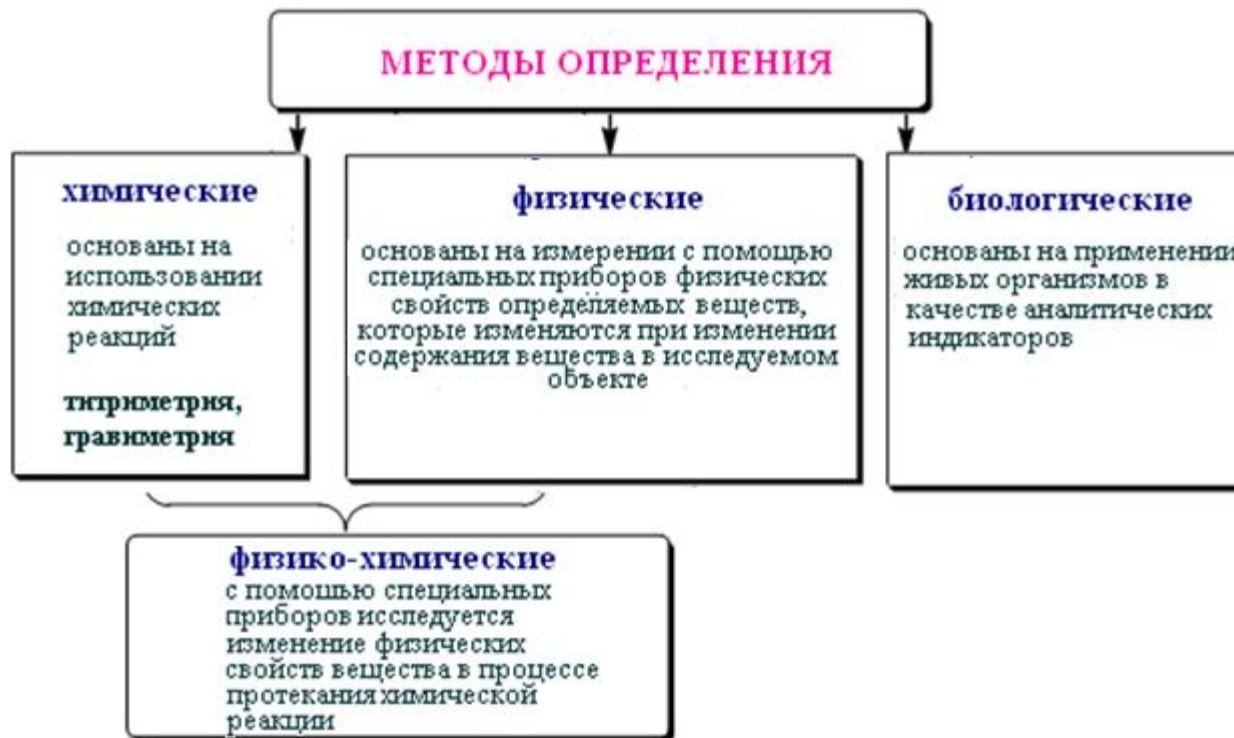 МЕТОДЫ ОПРЕДЕЛЕНИЯ
химические
основаны на
использовании
химических
реакций
титриметрия,
гравиметрия
физические
основаны на измерении с помощью
специальных приборов физических
свойств определяемых веществ,
которые изменяются при изменении
содержания вещества в исследуемом
объекте
биологические
основаны на применении
живых организмов в
качестве аналитических
индикаторов
физико-химические
с помошью специальных
приборов исследуется
изменение физических
свойств вещества в процессе
протекания химической
реакции